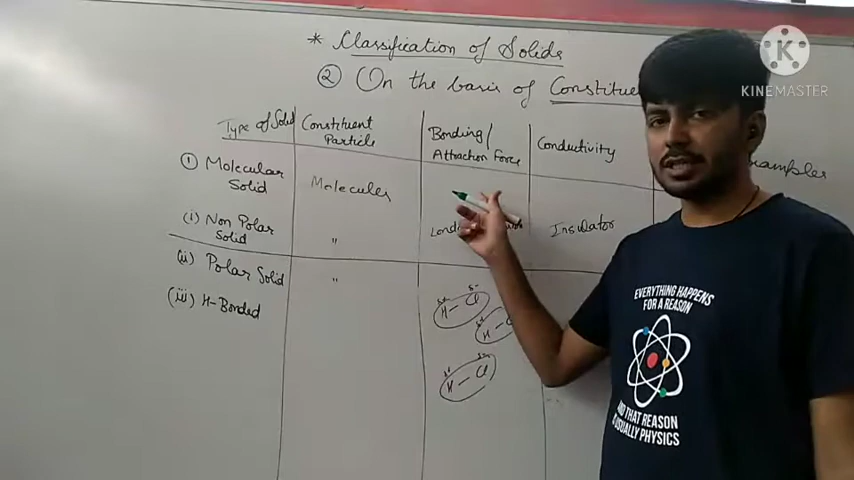 * Classification of Solids
② On the basis of
K
KINEMASTER
Type of Solid
Constituent
Particle
Bonding/
Attraction Force
Conductivity
① Molecular
Solid
Molecules
(i) Non Polar
Solid
"
Insulator
(ii) Polar Solid
"
(iii) H-Bonded
δ+ δ-
H - Cl
H -
δ+ δ-
H - Cl
EVERYTHING HAPPENS
FOR A REASON
AND THAT REASON
IS USUALLY PHYSICS